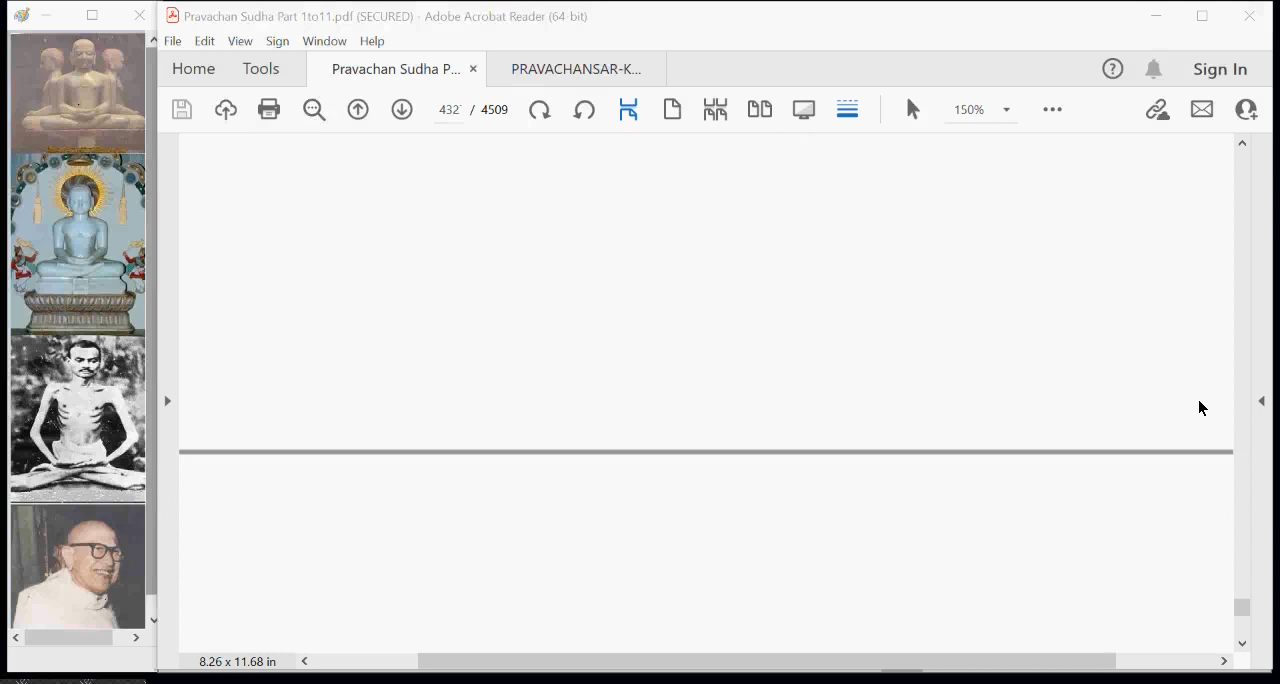 Pravachan Sudha Part 1to11.pdf (SECURED) - Adobe Acrobat Reader (64-bit)
File Edit View Sign Window Help
Home Tools Pravachan Sudha P... × PRAVACHANSAR-K... Sign In
/ 4509 150%
8.26 x 11.68 in